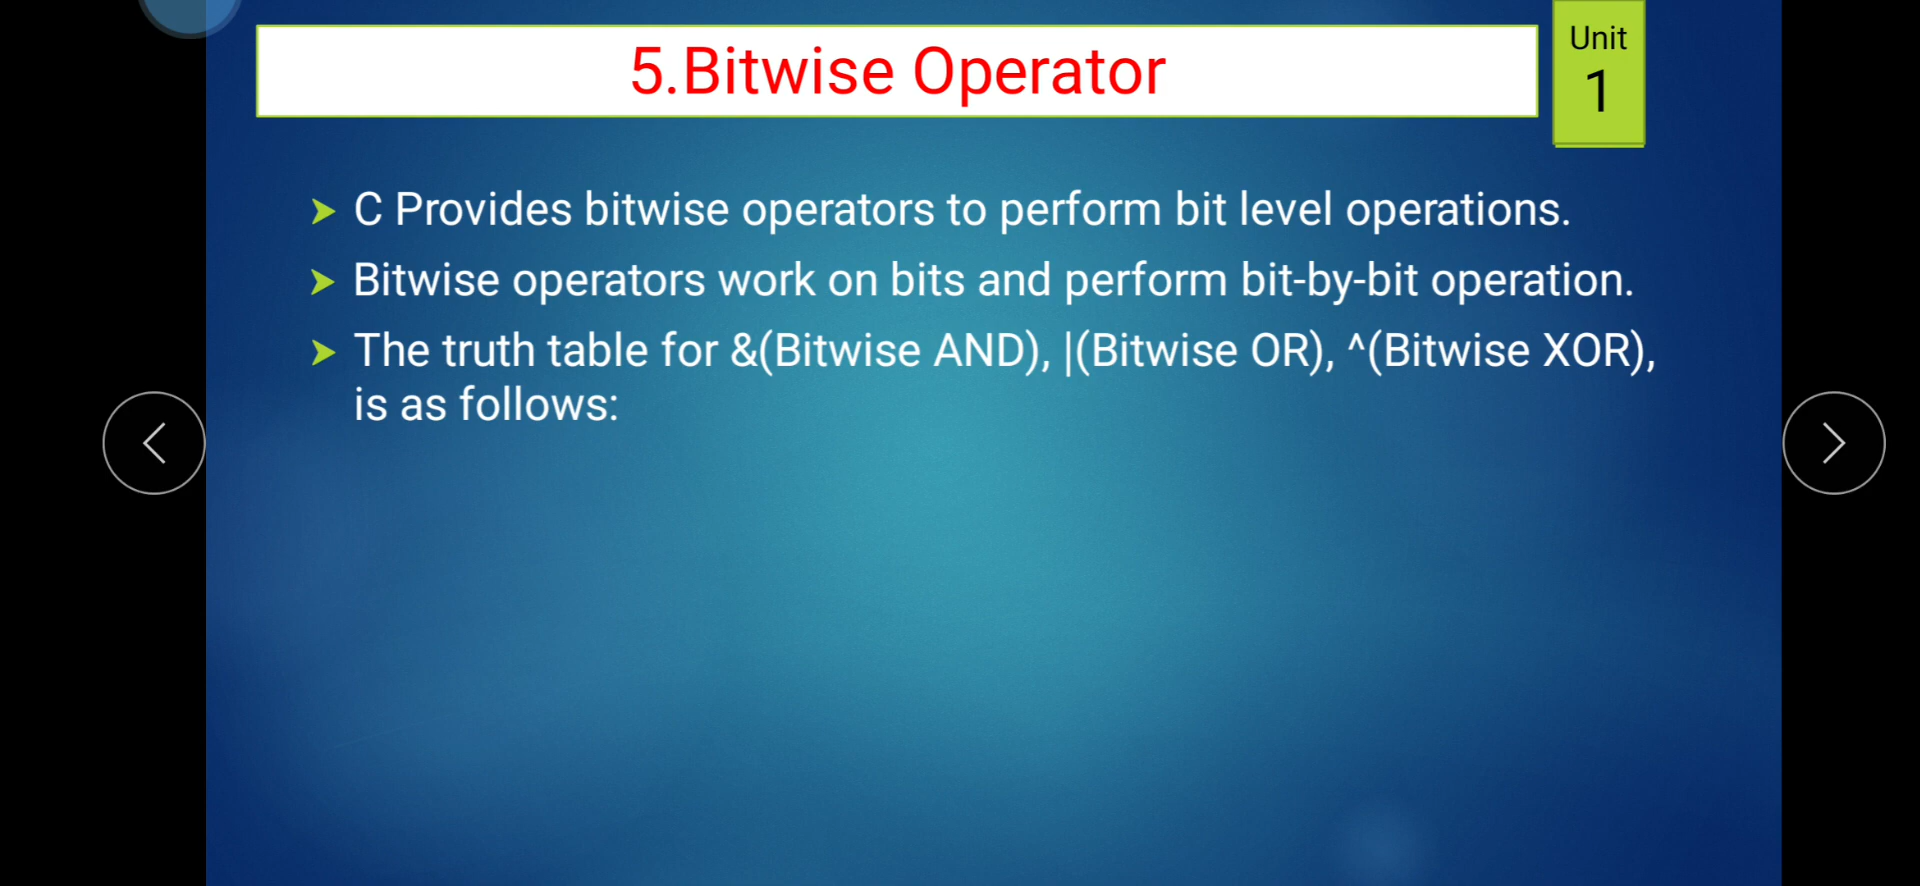 5.Bitwise Operator
Unit
1
C Provides bitwise operators to perform bit level operations.
Bitwise operators work on bits and perform bit-by-bit operation.
The truth table for &(Bitwise AND), |(Bitwise OR), ^(Bitwise XOR),
is as follows: